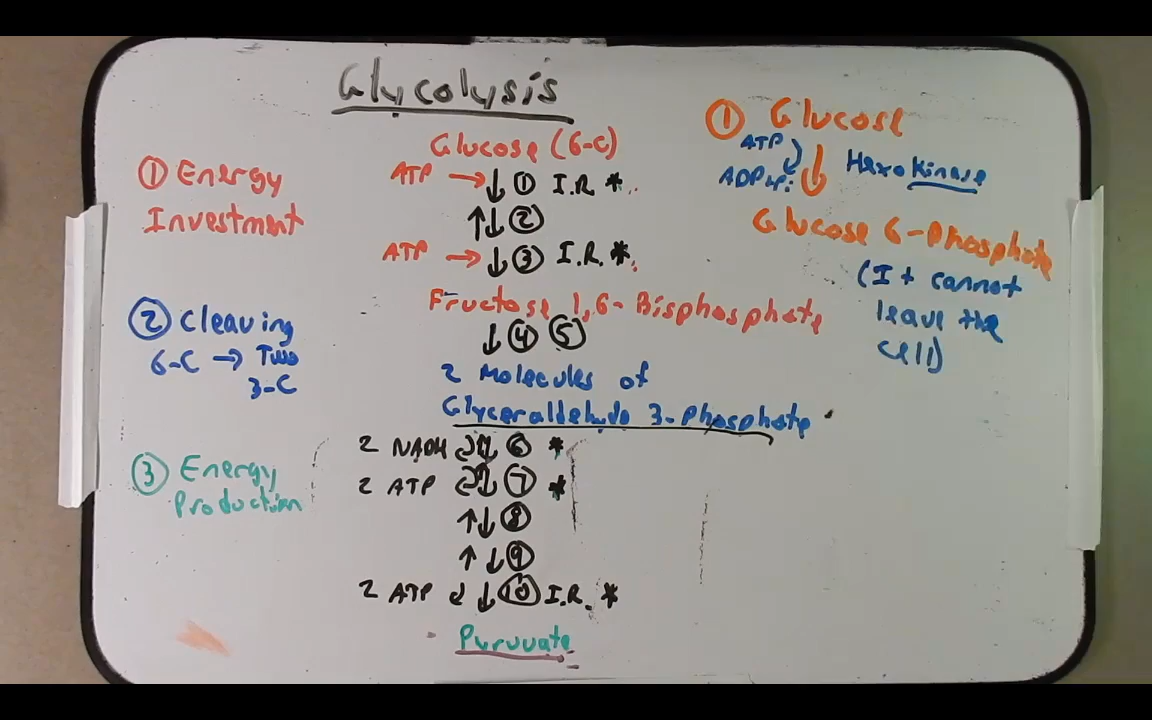 Glycolysis
① Energy
Investment
② Cleaving
6-C → Two
3-C
③ Energy
Production
Glucose (6-C)
ATP → ↓ ① I.R *
↑↓ ②
ATP → ↓ ③ I.R. *
Fructose 1,6-Bisphosphate
↓ ④ ⑤
2 Molecules of
Glyceraldehyde 3-Phosphate
2 NADH ↑↓ ⑥ *
2 ATP ↑↓ ⑦ *
↑↓ ⑧
↑↓ ⑨
2 ATP ↓ ⑩ I.R. *
Pyruvate
① Glucose
ATP
ADP+Pi
Hexokinase
Glucose 6-Phosphate
(It cannot
leave the
cell)